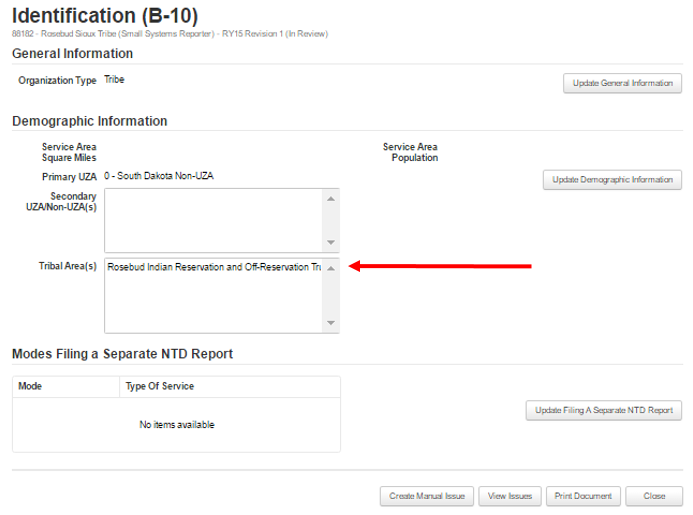 Identification (B-10)
88182 - Rosebud Sioux Tribe (Small Systems Reporter) - RY15 Revision 1 (In Review)
General Information
Organization Type Tribe
Update General Information
Demographic Information
Service Area
Square Miles
Service Area
Population
Primary UZA 0 - South Dakota Non-UZA
Update Demographic Information
Secondary
UZA/Non-UZA(s)
Tribal Area(s) Rosebud Indian Reservation and Off-Reservation Tru
Modes Filing a Separate NTD Report
Mode Type Of Service
No items available
Update Filing A Separate NTD Report
Create Manual Issue View Issues Print Document Close